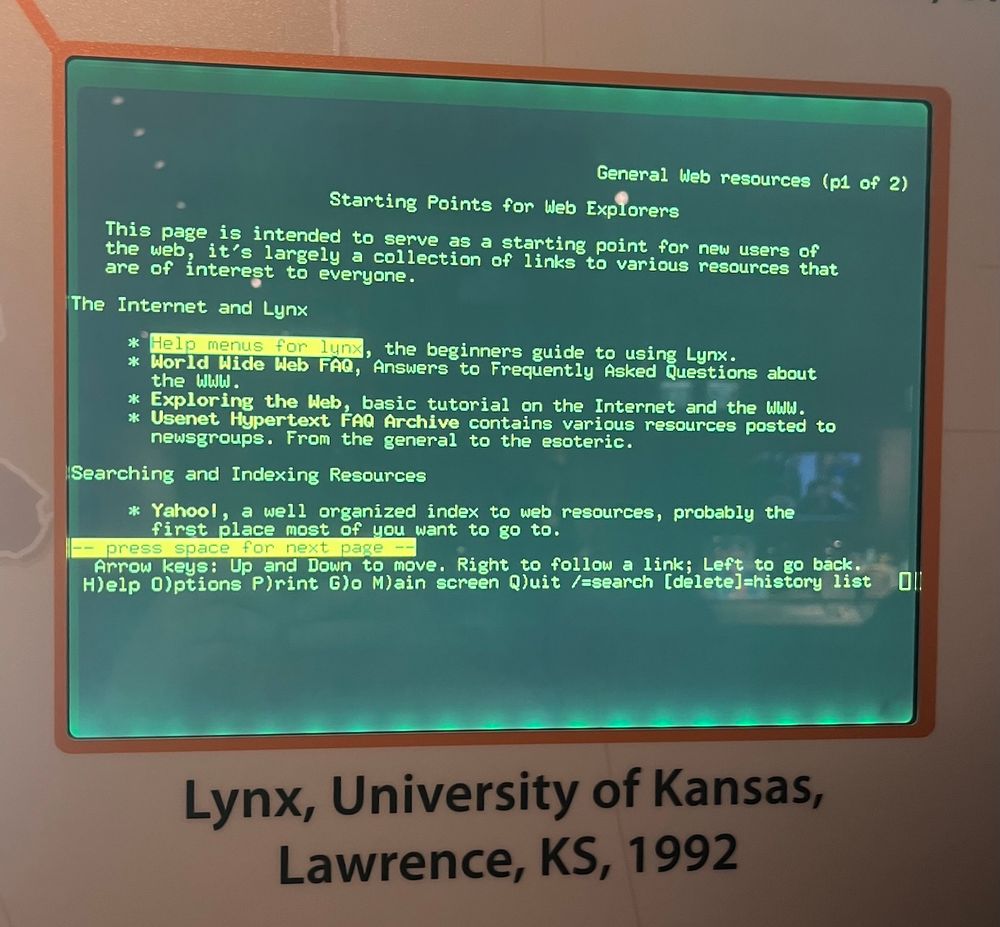 General Web resources (p1 of 2)
Starting Points for Web Explorers
This page is intended to serve as a starting point for new users of
the web, it's largely a collection of links to various resources that
are of interest to everyone.
The Internet and Lynx
* Help menus for lynx, the beginners guide to using Lynx.
* World Wide Web FAQ, Answers to Frequently Asked Questions about
the WWW.
* Exploring the Web, basic tutorial on the Internet and the WWW.
* Usenet Hypertext FAQ Archive contains various resources posted to
newsgroups. From the general to the esoteric.
Searching and Indexing Resources
* Yahoo!, a well organized index to web resources, probably the
first place most of you want to go to.
-- press space for next page --
Arrow keys: Up and Down to move. Right to follow a link; Left to go back.
H)elp O)ptions P)rint G)o M)ain screen Q)uit /=search [delete]=history list
Lynx, University of Kansas,
Lawrence, KS, 1992